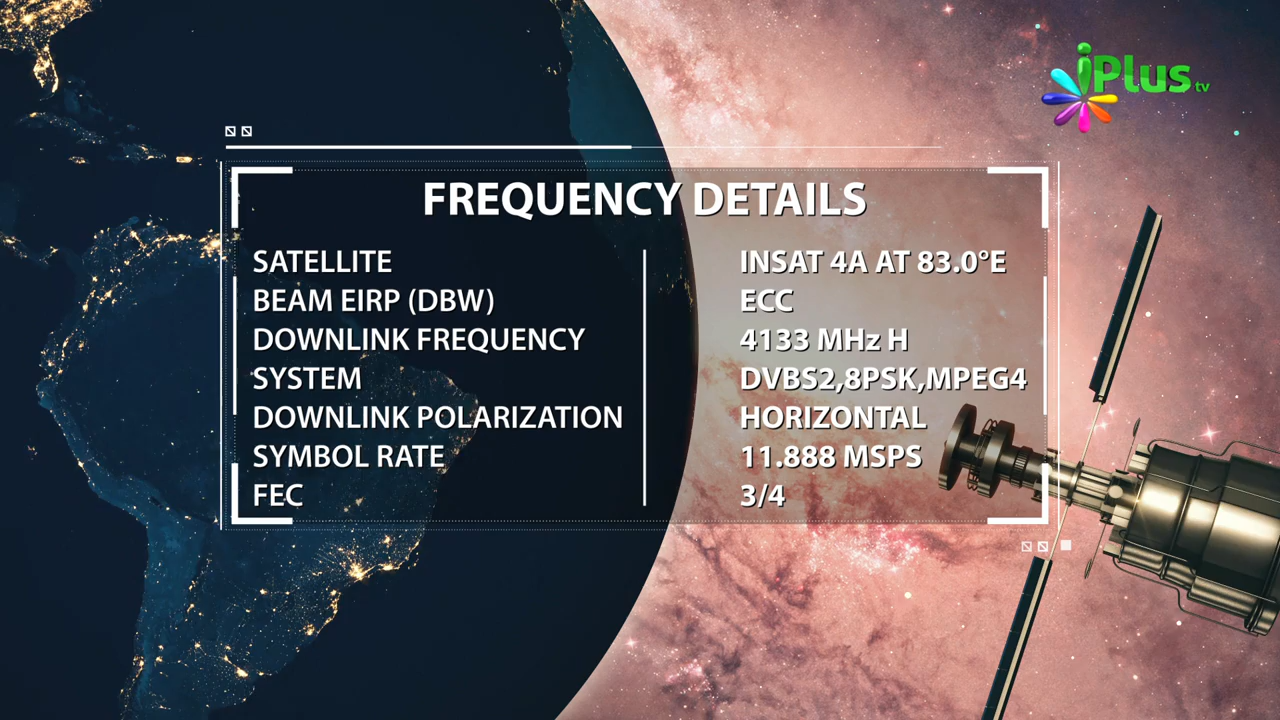 iPlus tv
FREQUENCY DETAILS
SATELLITE INSAT 4A AT 83.0°E
BEAM EIRP (DBW) ECC
DOWNLINK FREQUENCY 4133 MHz H
SYSTEM DVBS2,8PSK,MPEG4
DOWNLINK POLARIZATION HORIZONTAL
SYMBOL RATE 11.888 MSPS
FEC 3/4